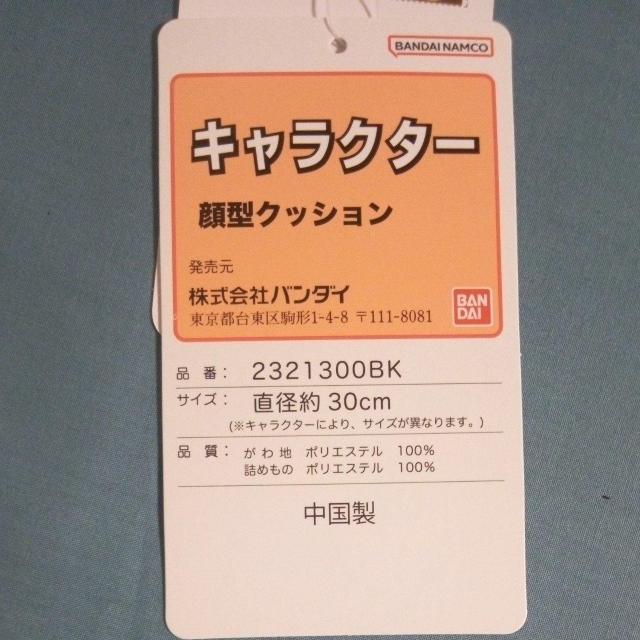 BANDAI NAMCO
キャラクター
顔型クッション
発売元
株式会社バンダイ
東京都台東区駒形1-4-8 〒111-8081
BAN
DAI
品 番： 2321300BK
サイズ： 直径約30cm
(※キャラクターにより、サイズが異なります。)
品 質： がわ地 ポリエステル 100%
詰めもの ポリエステル 100%
中国製